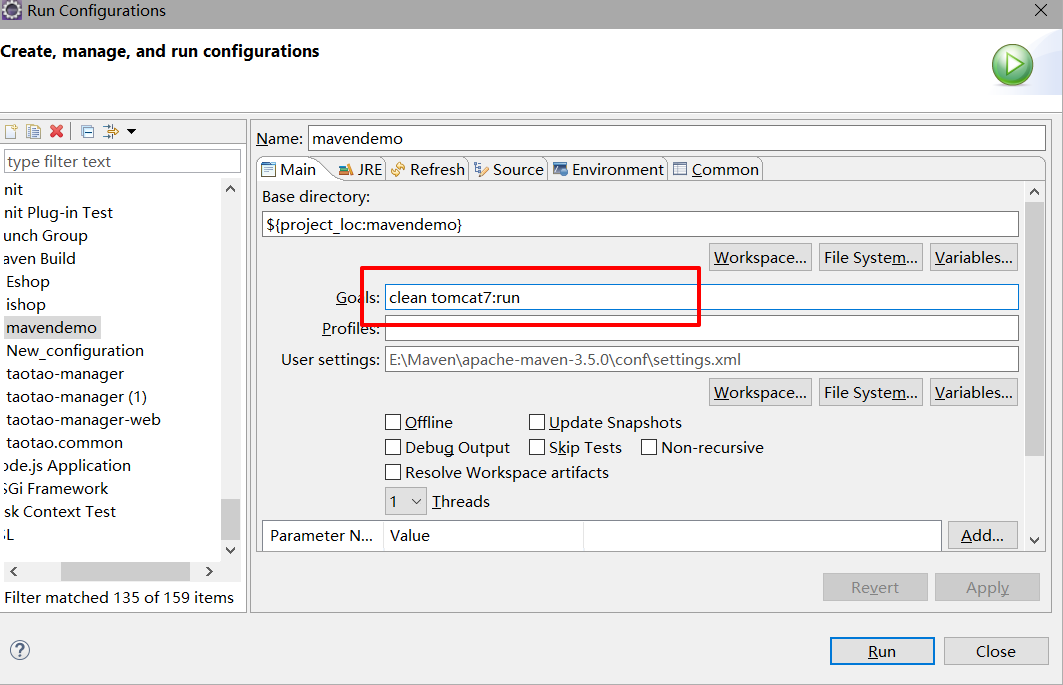 Run Configurations
Create, manage, and run configurations
type filter text
nit
nit Plug-in Test
unch Group
aven Build
Eshop
ishop
mavendemo
New_configuration
taotao-manager
taotao-manager (1)
taotao-manager-web
taotao.common
ode.js Application
SGi Framework
sk Context Test
SL
Filter matched 135 of 159 items
Name: mavendemo
Main JRE Refresh Source Environment Common
Base directory:
${project_loc:mavendemo}
Workspace... File System... Variables...
Goals: clean tomcat7:run
Profiles:
User settings: E:\Maven\apache-maven-3.5.0\conf\settings.xml
Workspace... File System... Variables...
Offline Update Snapshots
Debug Output Skip Tests Non-recursive
Resolve Workspace artifacts
1 Threads
Parameter N... Value Add...
Revert Apply
? Run Close